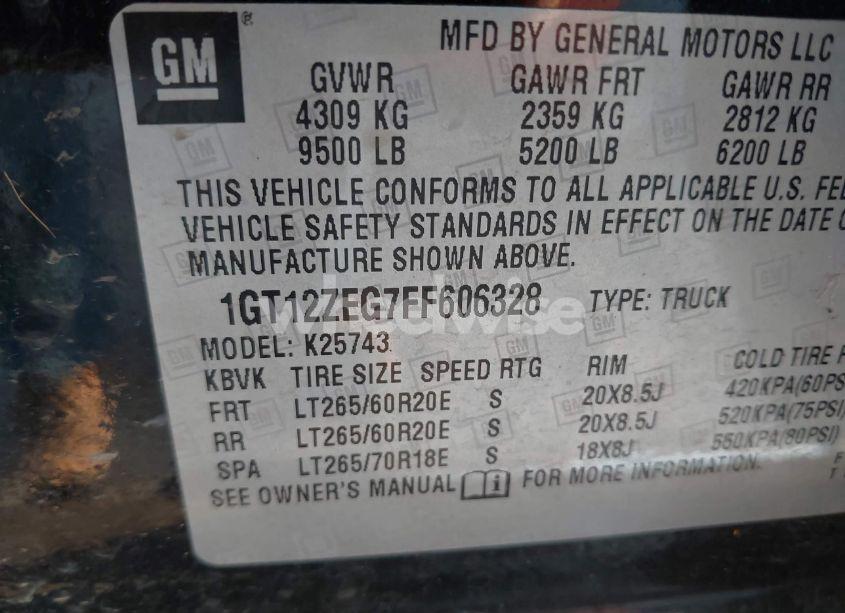 GM
MFD BY GENERAL MOTORS LLC
GVWR GAWR FRT GAWR RR
4309 KG 2359 KG 2812 KG
9500 LB 5200 LB 6200 LB
THIS VEHICLE CONFORMS TO ALL APPLICABLE U.S. FE
VEHICLE SAFETY STANDARDS IN EFFECT ON THE DATE
MANUFACTURE SHOWN ABOVE.
1GT12ZEG7FF606328 TYPE: TRUCK
MODEL: K25743
KBVK TIRE SIZE SPEED RTG RIM COLD TIRE
FRT LT265/60R20E S 20X8.5J 420KPA(60PS
RR LT265/60R20E S 20X8.5J 520KPA(75PSI)
SPA LT265/70R18E S 18X8J 550KPA(80PSI)
SEE OWNER'S MANUAL FOR MORE INFORMATION.